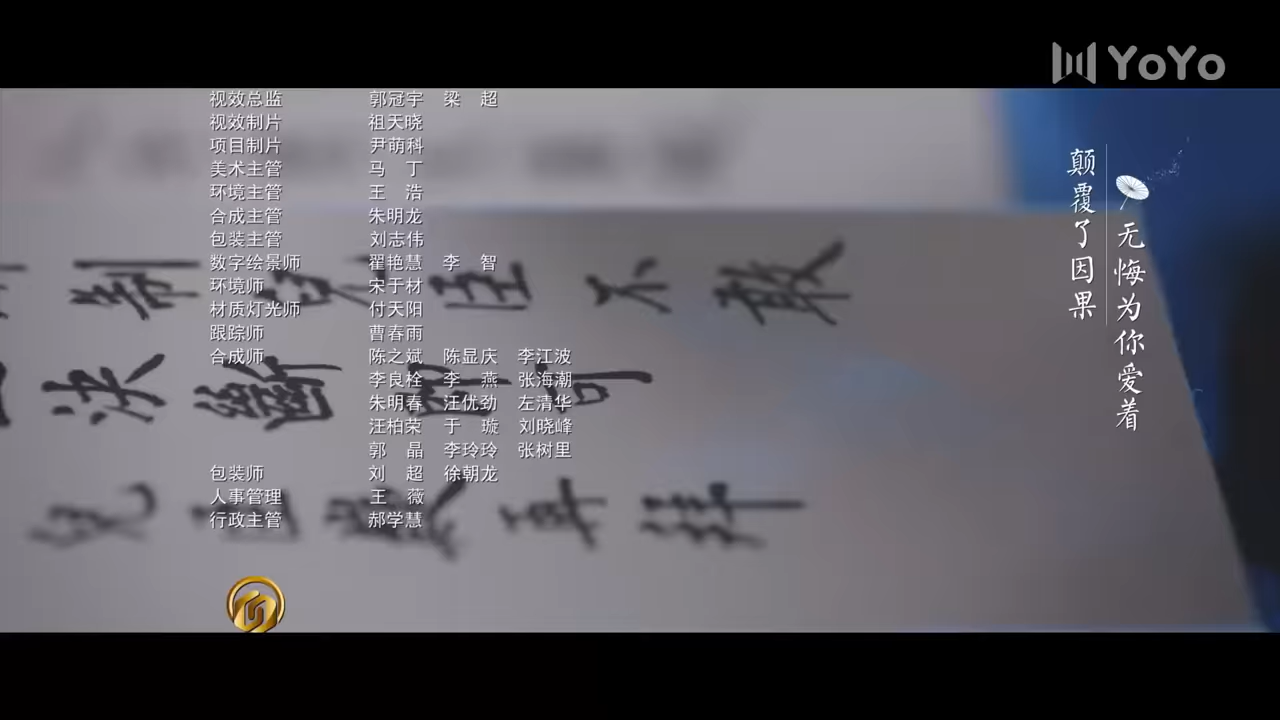 YoYo
视效总监 郭冠宇 梁 超
视效制片 祖天晓
项目制片 尹萌科
美术主管 马 丁
环境主管 王 浩
合成主管 朱明龙
包装主管 刘志伟
数字绘景师 翟艳慧 李 智
环境师 宋于材
材质灯光师 付天阳
跟踪师 曹春雨
合成师 陈之斌 陈显庆 李江波
李良栓 李 燕 张海潮
朱明春 汪优劲 左清华
汪柏荣 于 璇 刘晓峰
郭 晶 李玲玲 张树里
包装师 刘 超 徐朝龙
人事管理 王 薇
行政主管 郝学慧
无悔为你爱着
颠覆了因果
不敢
决断
再拜